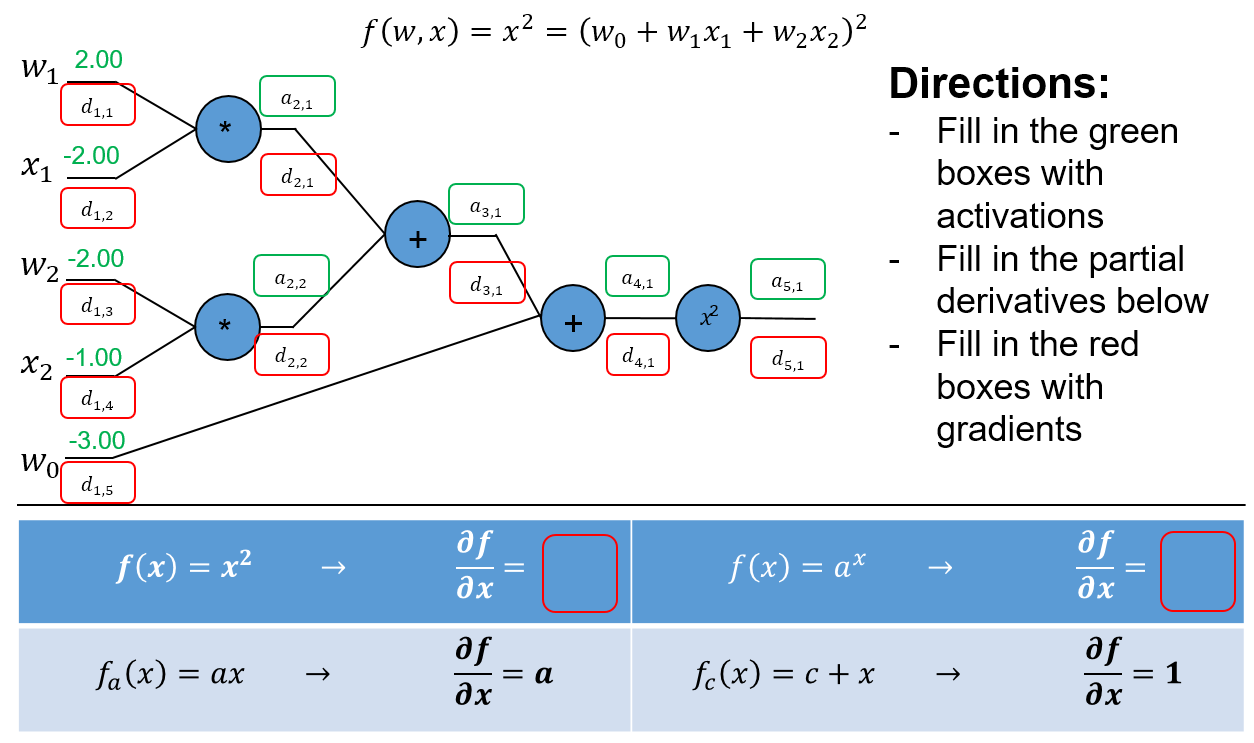 f(w, x) = x² = (w₀ + w₁x₁ + w₂x₂)²
w₁ 2.00
d₁,₁
*
a₂,₁
x₁ -2.00
d₁,₂
d₂,₁
w₂ -2.00
d₁,₃
*
a₂,₂
d₂,₂
x₂ -1.00
d₁,₄
+
a₃,₁
d₃,₁
w₀ -3.00
d₁,₅
+
a₄,₁
d₄,₁
x²
a₅,₁
d₅,₁
Directions:
- Fill in the green
boxes with
activations
- Fill in the partial
derivatives below
- Fill in the red
boxes with
gradients
f(x) = x² → ∂f/∂x =
f(x) = aˣ → ∂f/∂x =
fₐ(x) = ax → ∂f/∂x = a
f_c(x) = c + x → ∂f/∂x = 1